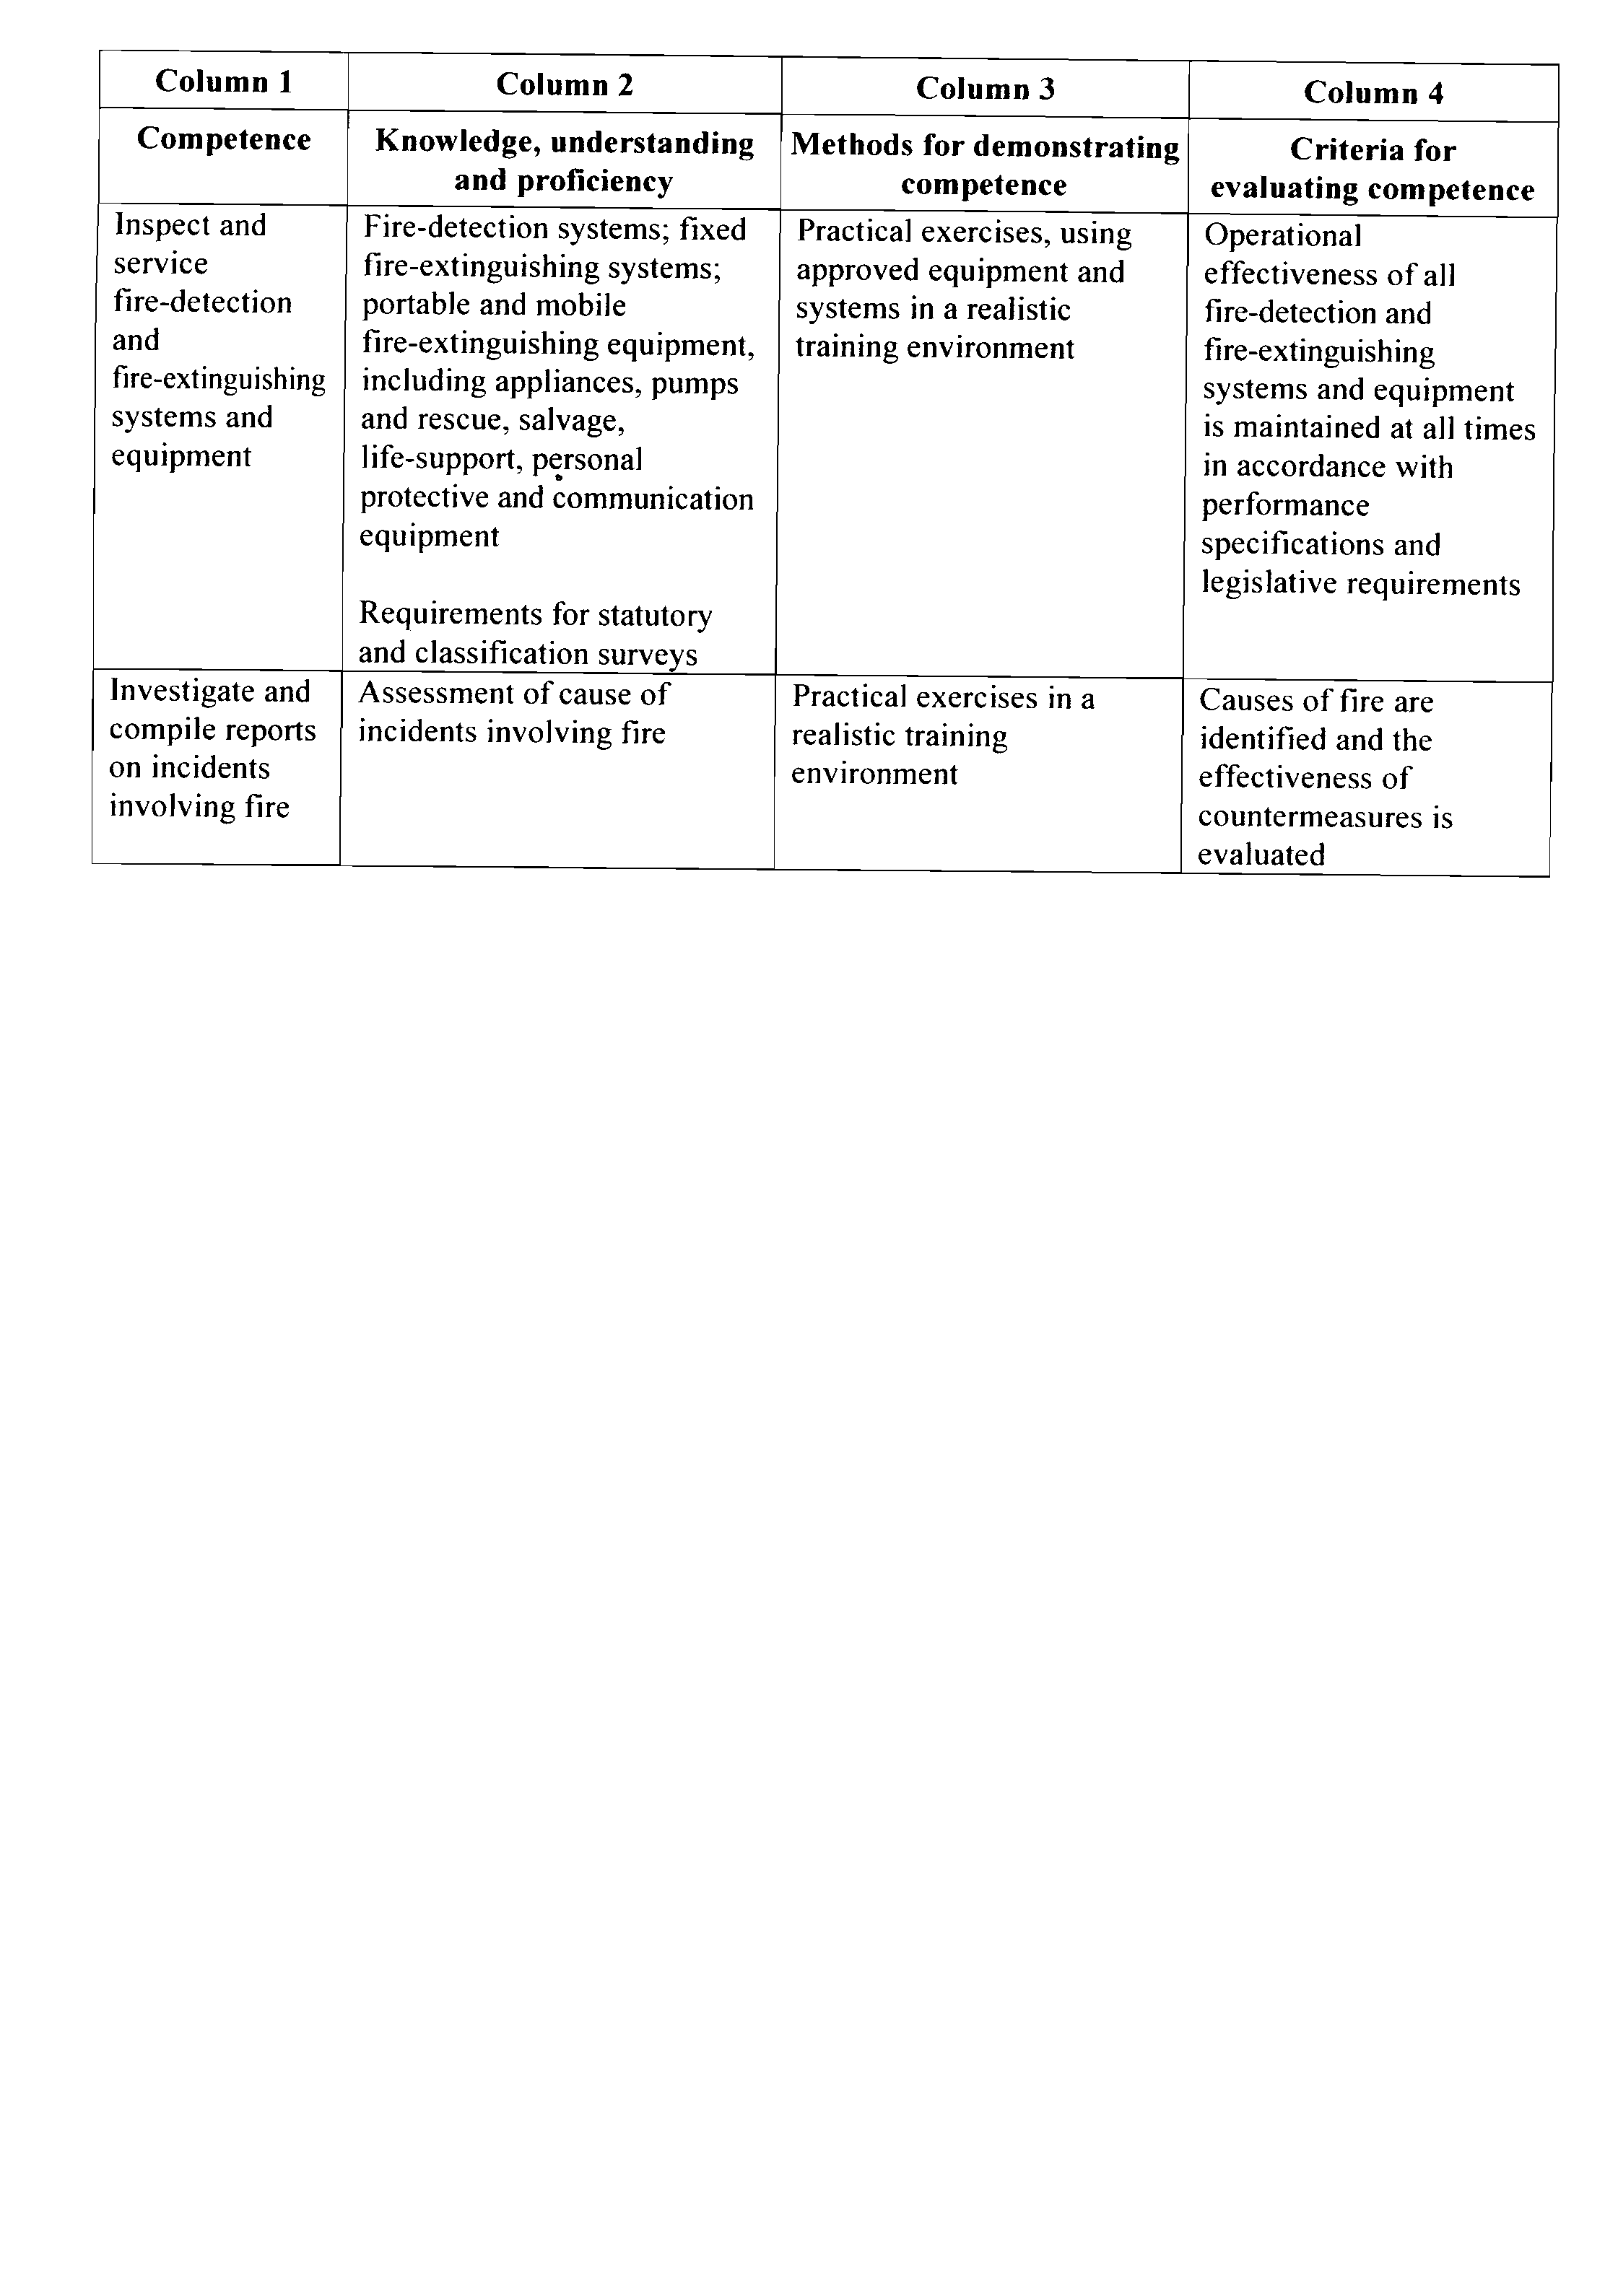 Column 1
Column 2
Column 3
Column 4
Competence
Knowledge, understanding
and proficiency
Methods for demonstrating
competence
Criteria for
evaluating competence
Inspect and
service
fire-detection
and
fire-extinguishing
systems and
equipment
Fire-detection systems; fixed
fire-extinguishing systems;
portable and mobile
fire-extinguishing equipment,
including appliances, pumps
and rescue, salvage,
life-support, personal
protective and communication
equipment
Requirements for statutory
and classification surveys
Practical exercises, using
approved equipment and
systems in a realistic
training environment
Operational
effectiveness of all
fire-detection and
fire-extinguishing
systems and equipment
is maintained at all times
in accordance with
performance
specifications and
legislative requirements
Investigate and
compile reports
on incidents
involving fire
Assessment of cause of
incidents involving fire
Practical exercises in a
realistic training
environment
Causes of fire are
identified and the
effectiveness of
countermeasures is
evaluated